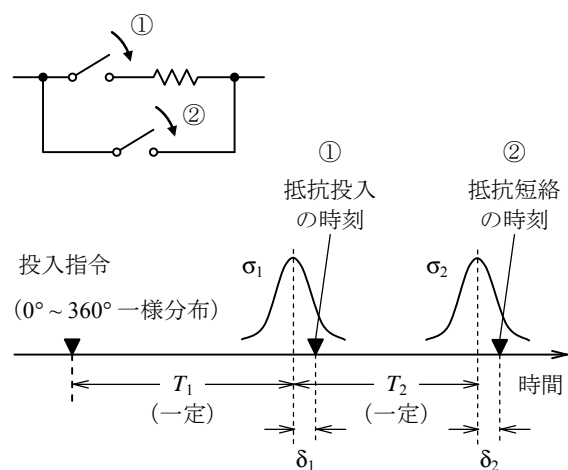 ①
②
①
抵抗投入
の時刻
②
抵抗短絡
の時刻
投入指令
(0° ~ 360° 一様分布)
σ1
σ2
T1
(一定)
T2
(一定)
時間
δ1
δ2